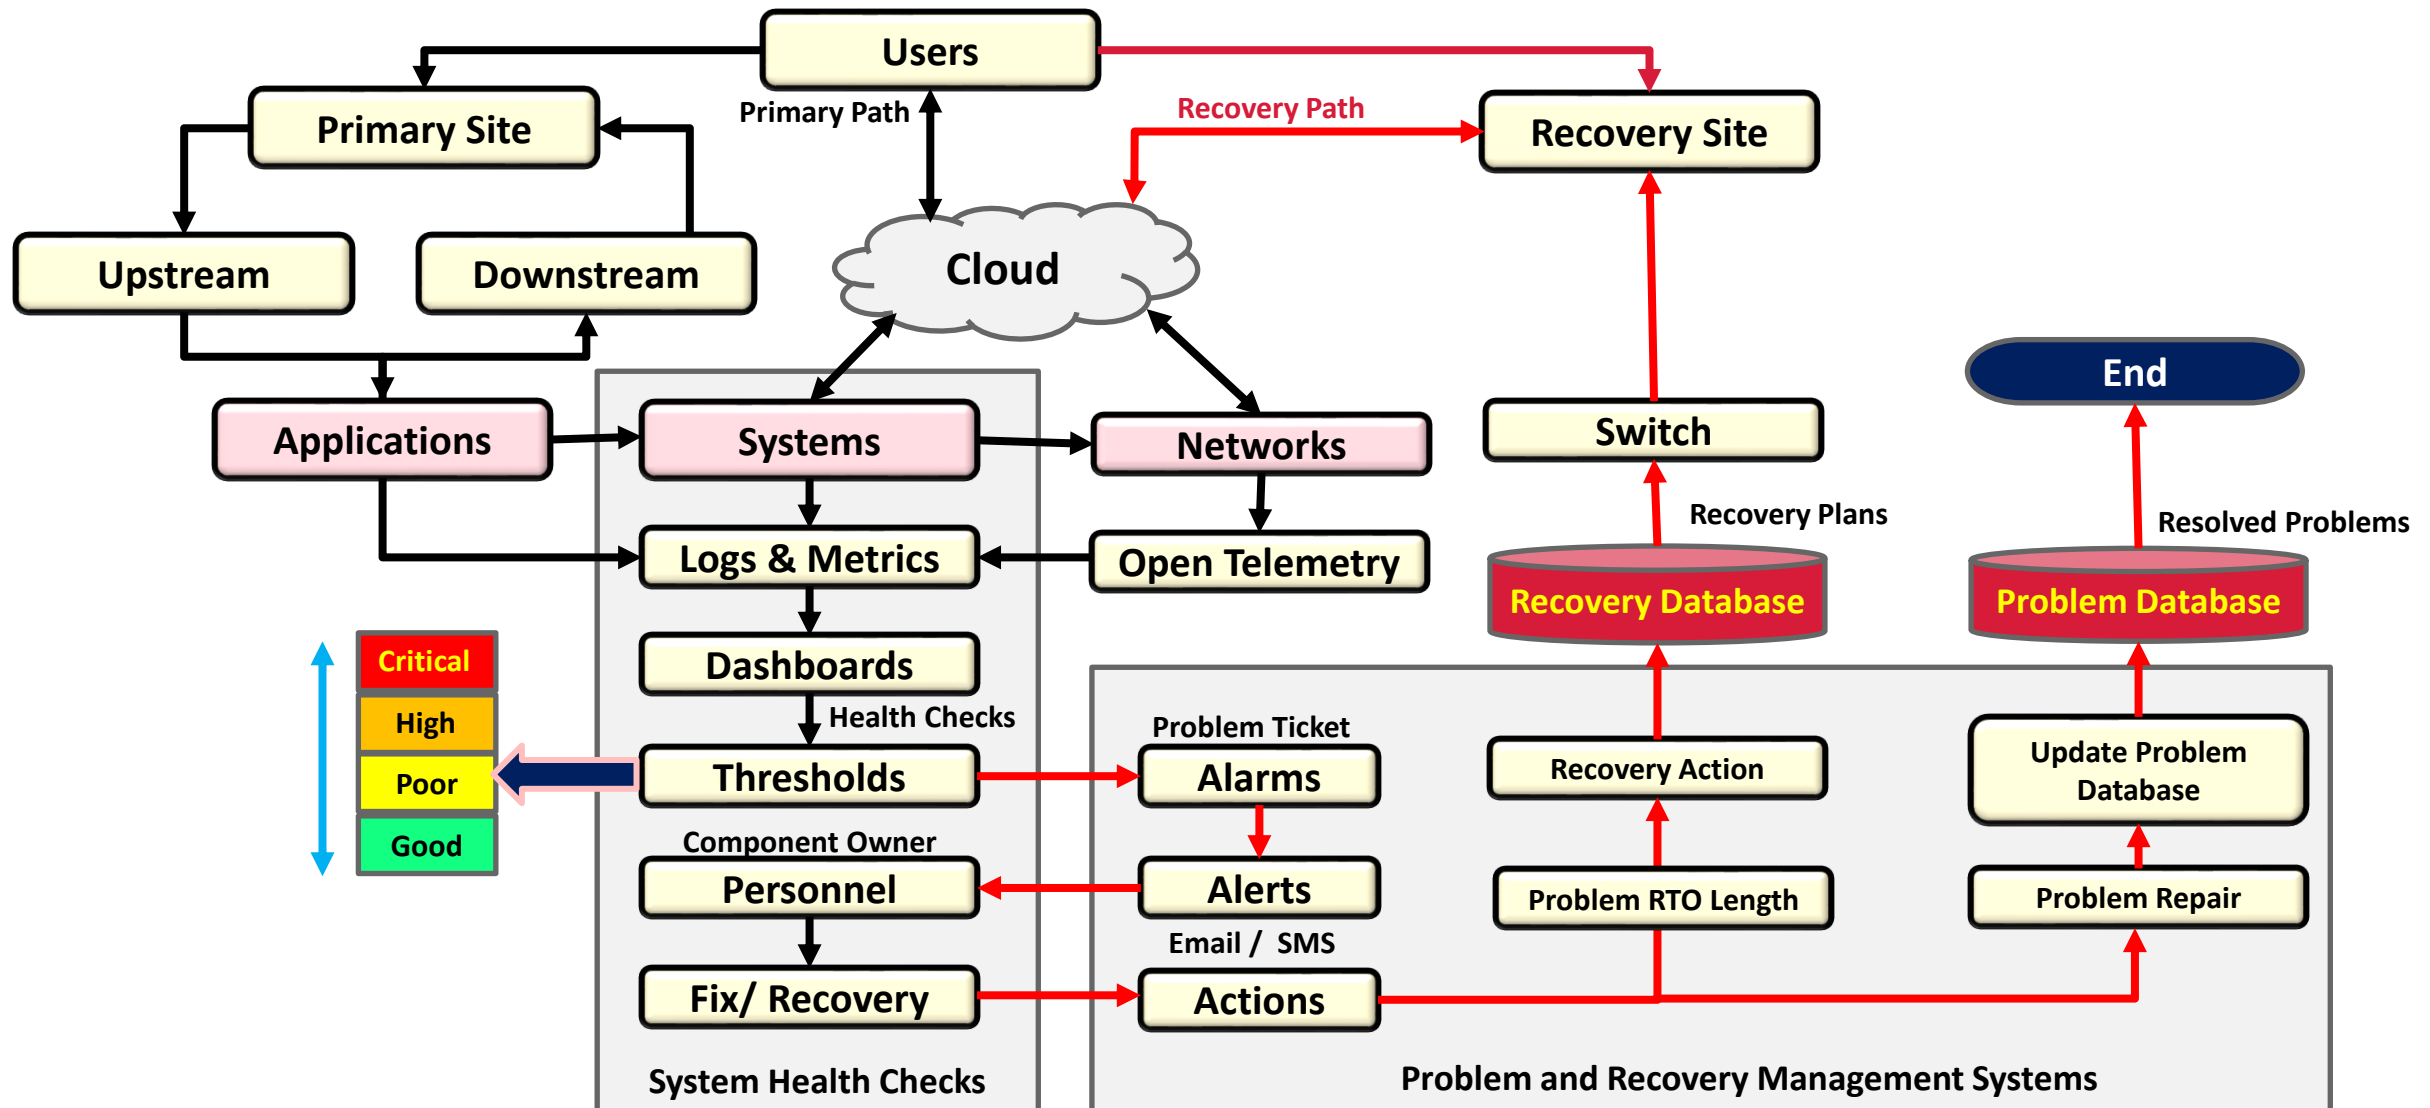 Users
Primary Path
Recovery Path
Primary Site
Recovery Site
Upstream
Downstream
Cloud
End
Applications
Systems
Networks
Switch
Recovery Plans
Resolved Problems
Logs & Metrics
Open Telemetry
Recovery Database
Problem Database
Critical
High
Poor
Good
Dashboards
Health Checks
Thresholds
Problem Ticket
Alarms
Recovery Action
Update Problem
Database
Component Owner
Personnel
Alerts
Email / SMS
Problem RTO Length
Problem Repair
Fix/ Recovery
Actions
System Health Checks
Problem and Recovery Management Systems